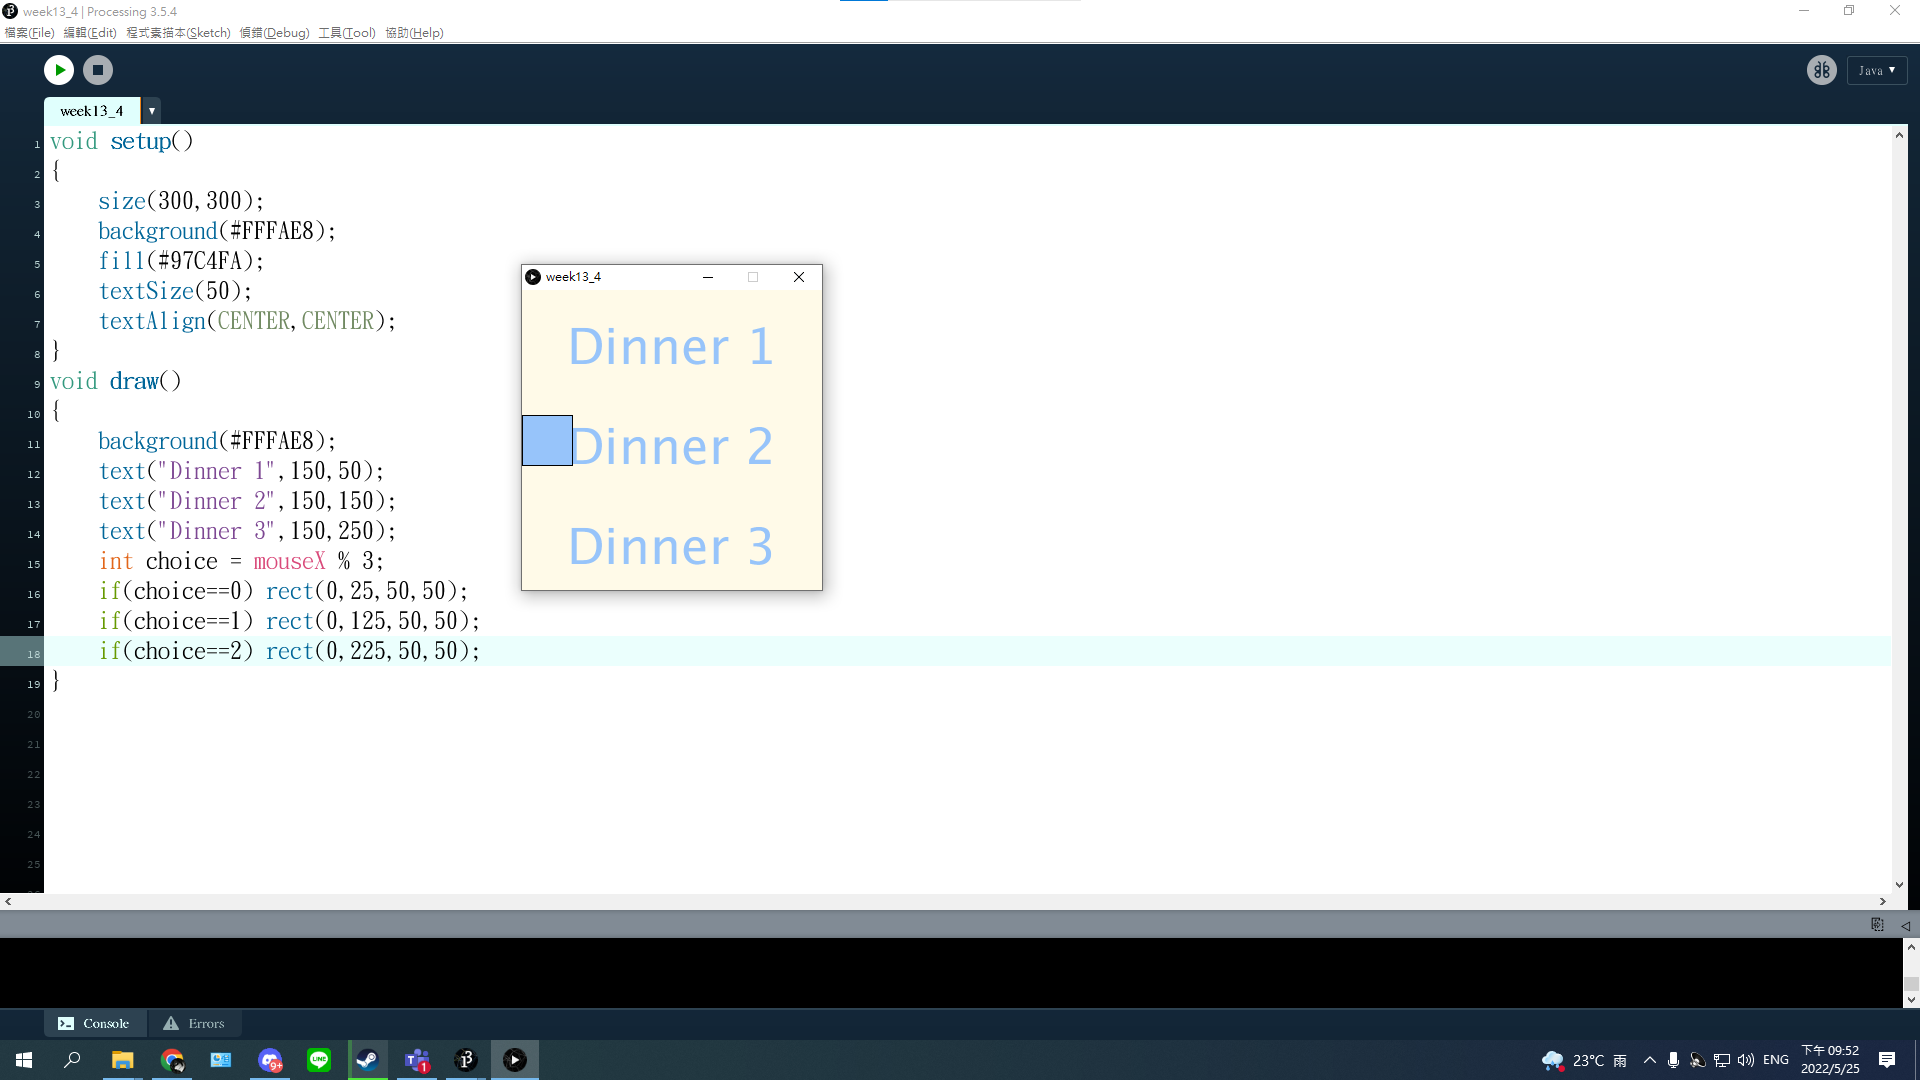 week13_4 | Processing 3.5.4
檔案(File) 編輯(Edit) 程式素描本(Sketch) 偵錯(Debug) 工具(Tool) 協助(Help)
Java ▼
week13_4 ▼
1 void setup()
2 {
3 size(300,300);
4 background(#FFFAE8);
5 fill(#97C4FA);
6 textSize(50);
7 textAlign(CENTER,CENTER);
8 }
9 void draw()
10 {
11 background(#FFFAE8);
12 text("Dinner 1",150,50);
13 text("Dinner 2",150,150);
14 text("Dinner 3",150,250);
15 int choice = mouseX % 3;
16 if(choice==0) rect(0,25,50,50);
17 if(choice==1) rect(0,125,50,50);
18 if(choice==2) rect(0,225,50,50);
19 }
20
21
22
23
24
25
week13_4
Dinner 1
Dinner 2
Dinner 3
Console
Errors
9+
LINE
1
23°C 雨
ENG
下午 09:52
2022/5/25